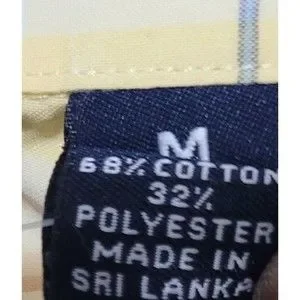 M
68% COTTON
32%
POLYESTER
MADE IN
SRI LANKA